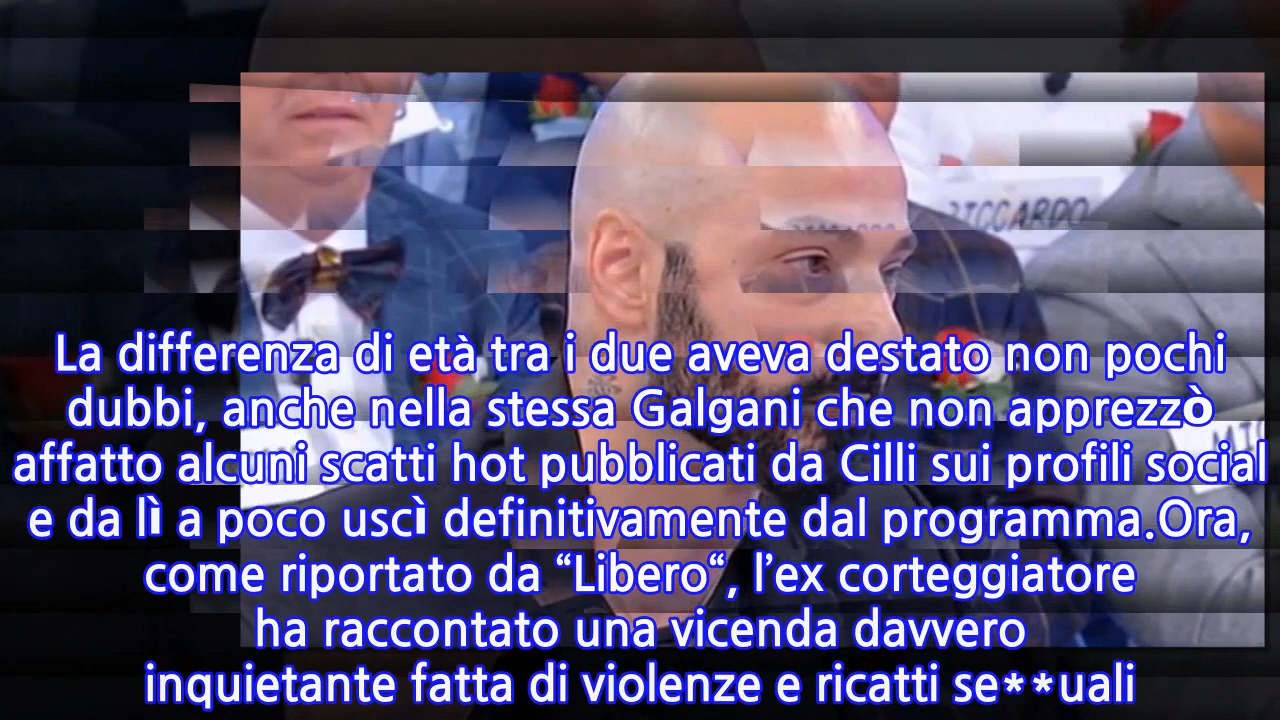 RICCARDO
La differenza di età tra i due aveva destato non pochi
dubbi, anche nella stessa Galgani che non apprezzò
affatto alcuni scatti hot pubblicati da Cilli sui profili social
e da lì a poco uscì definitivamente dal programma.Ora,
come riportato da “Libero“, l’ex corteggiatore
ha raccontato una vicenda davvero
inquietante fatta di violenze e ricatti se**uali